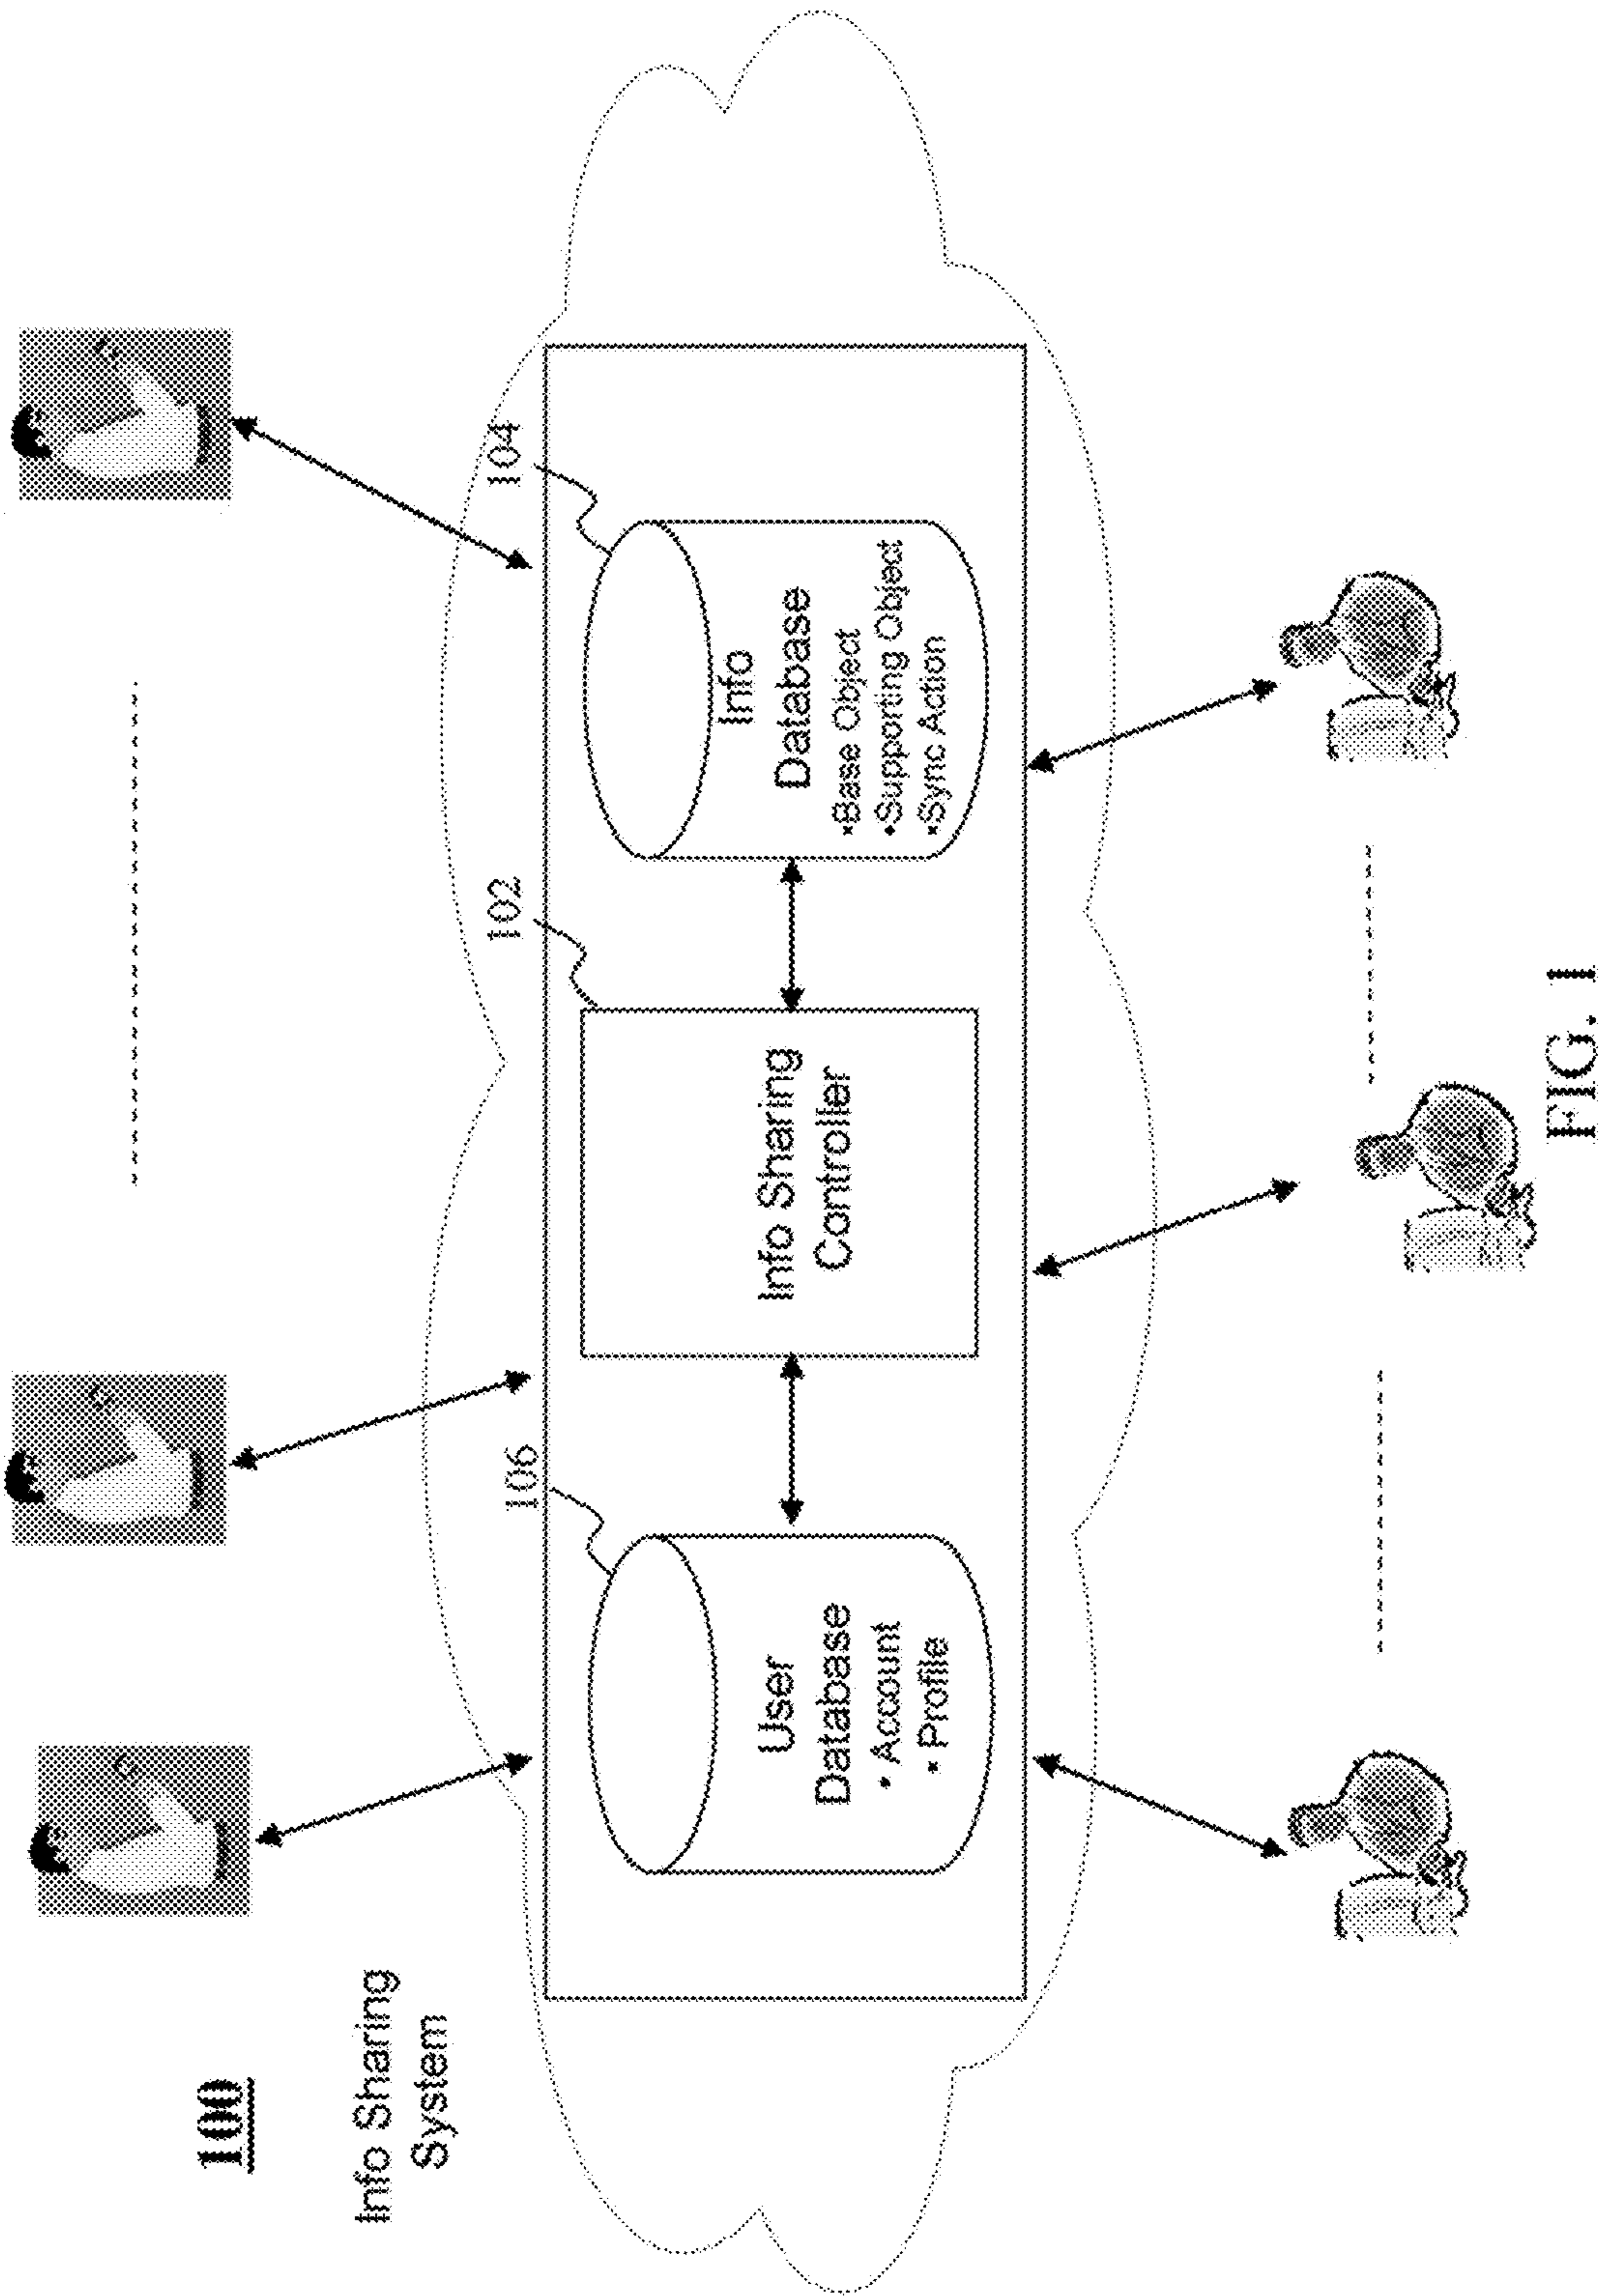 100
Info Sharing
System
106
102
104
User
Database
• Account
• Profile
Info Sharing
Controller
Info
Database
•Base Object
•Supporting Object
•Sync Action
FIG. 1